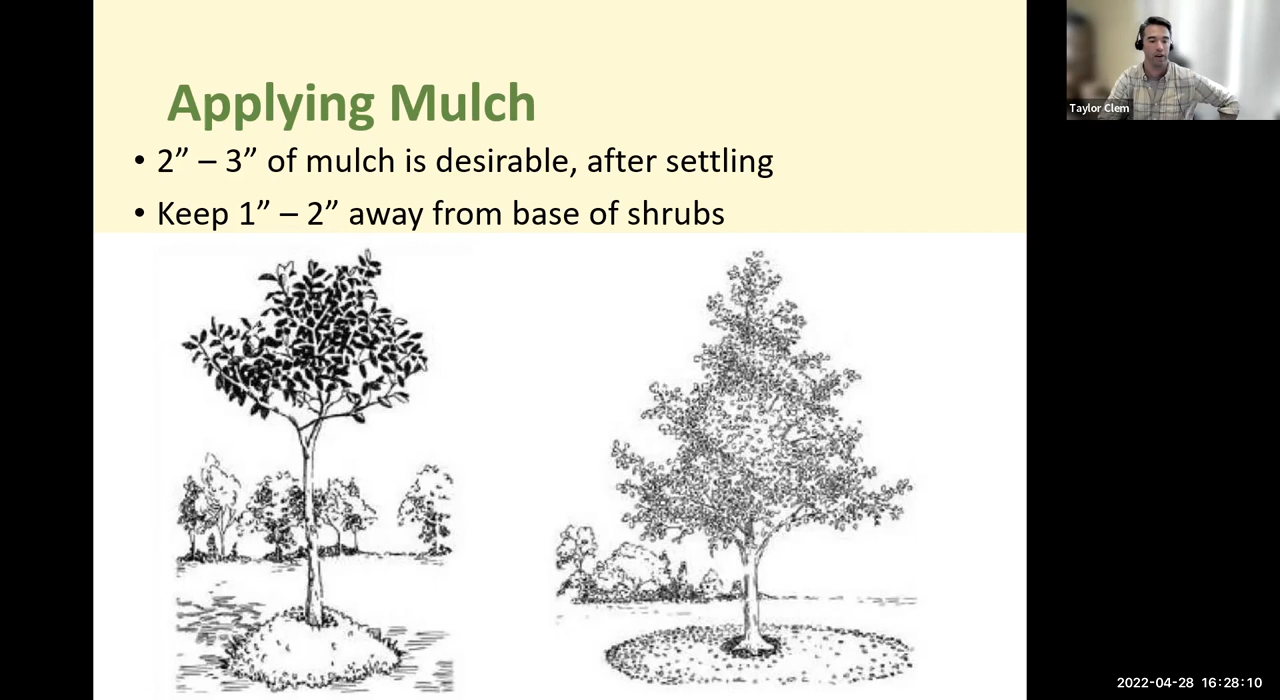 Applying Mulch
• 2” – 3” of mulch is desirable, after settling
• Keep 1” – 2” away from base of shrubs
Taylor Clem
2022-04-28 16:28:10